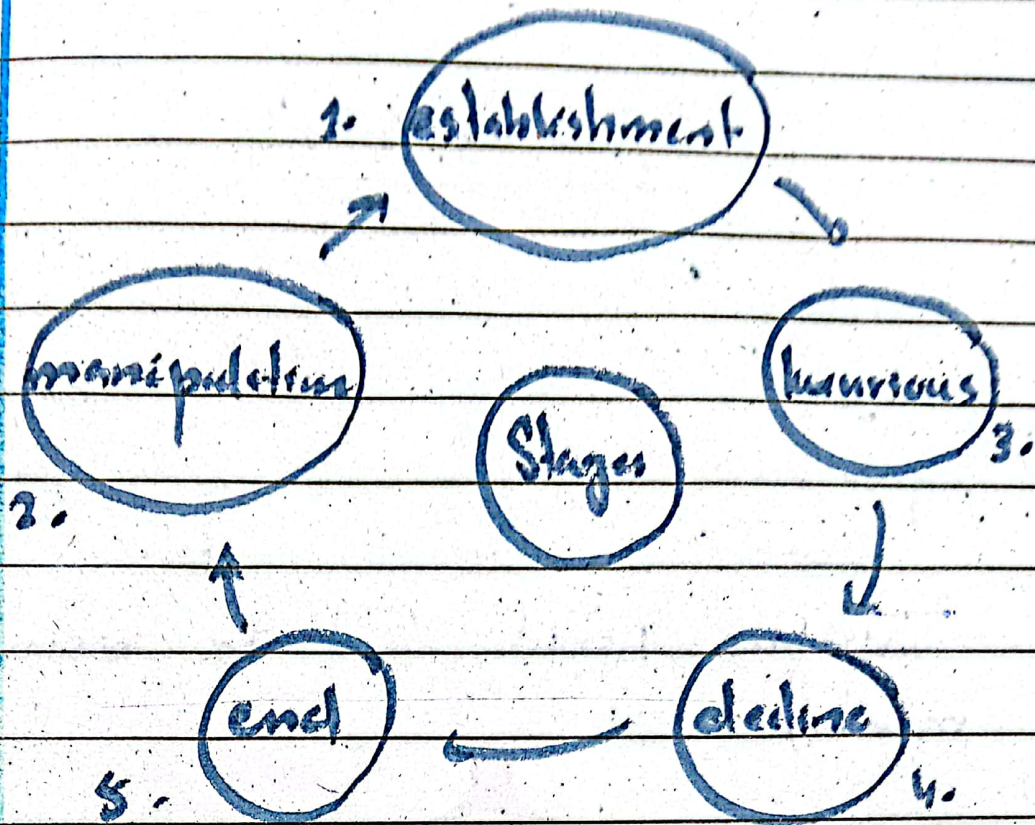 1. establishment
manipulation
2.
luxurious
3.
Stages
end
5.
decline
4.